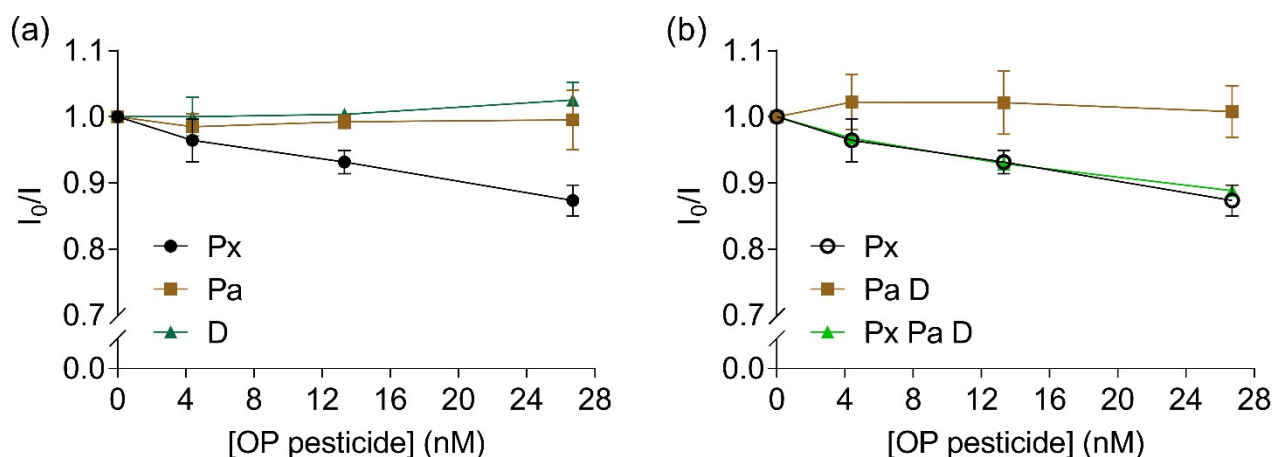 (a)
1.1
1.0
0.9
0.8
0.7
0.0
I₀/I
Px
Pa
D
0 4 8 12 16 20 24 28
[OP pesticide] (nM)
(b)
1.1
1.0
0.9
0.8
0.7
0.0
I₀/I
Px
Pa D
Px Pa D
0 4 8 12 16 20 24 28
[OP pesticide] (nM)